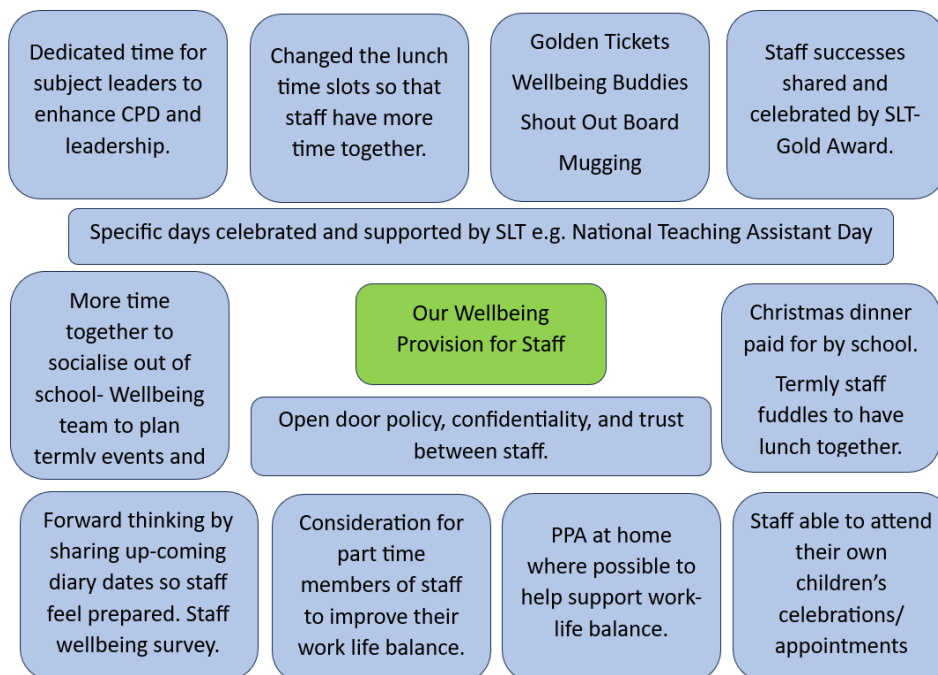 Dedicated time for
subject leaders to
enhance CPD and
leadership.
Changed the lunch
time slots so that
staff have more
time together.
Golden Tickets
Wellbeing Buddies
Shout Out Board
Mugging
Staff successes
shared and
celebrated by SLT-
Gold Award.
Specific days celebrated and supported by SLT e.g. National Teaching Assistant Day
More time
together to
socialise out of
school- Wellbeing
team to plan
termly events and
Our Wellbeing
Provision for Staff
Christmas dinner
paid for by school.
Termly staff
fuddles to have
lunch together.
Open door policy, confidentiality, and trust
between staff.
Forward thinking by
sharing up-coming
diary dates so staff
feel prepared. Staff
wellbeing survey.
Consideration for
part time
members of staff
to improve their
work life balance.
PPA at home
where possible to
help support work-
life balance.
Staff able to attend
their own
children's
celebrations/
appointments